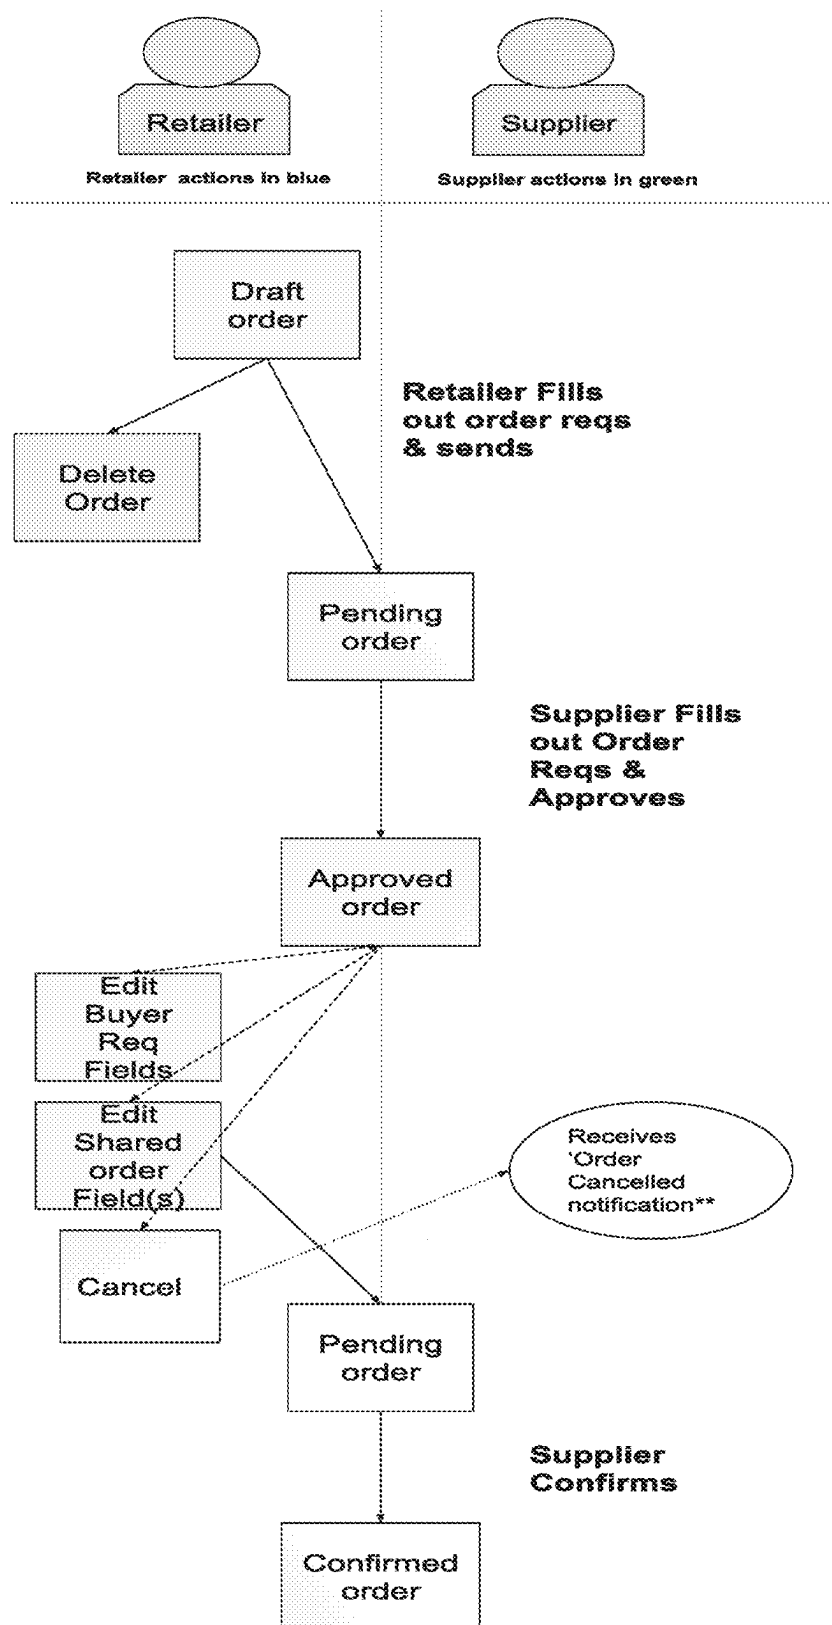 Retailer
Supplier
Retailer actions in blue
Supplier actions in green
Draft
order
Retailer Fills
out order reqs
& sends
Delete
Order
Pending
order
Supplier Fills
out Order
Reqs &
Approves
Approved
order
Edit
Buyer
Req
Fields
Edit
Shared
order
Field(s)
Receives
'Order
Cancelled
notification**
Cancel
Pending
order
Supplier
Confirms
Confirmed
order